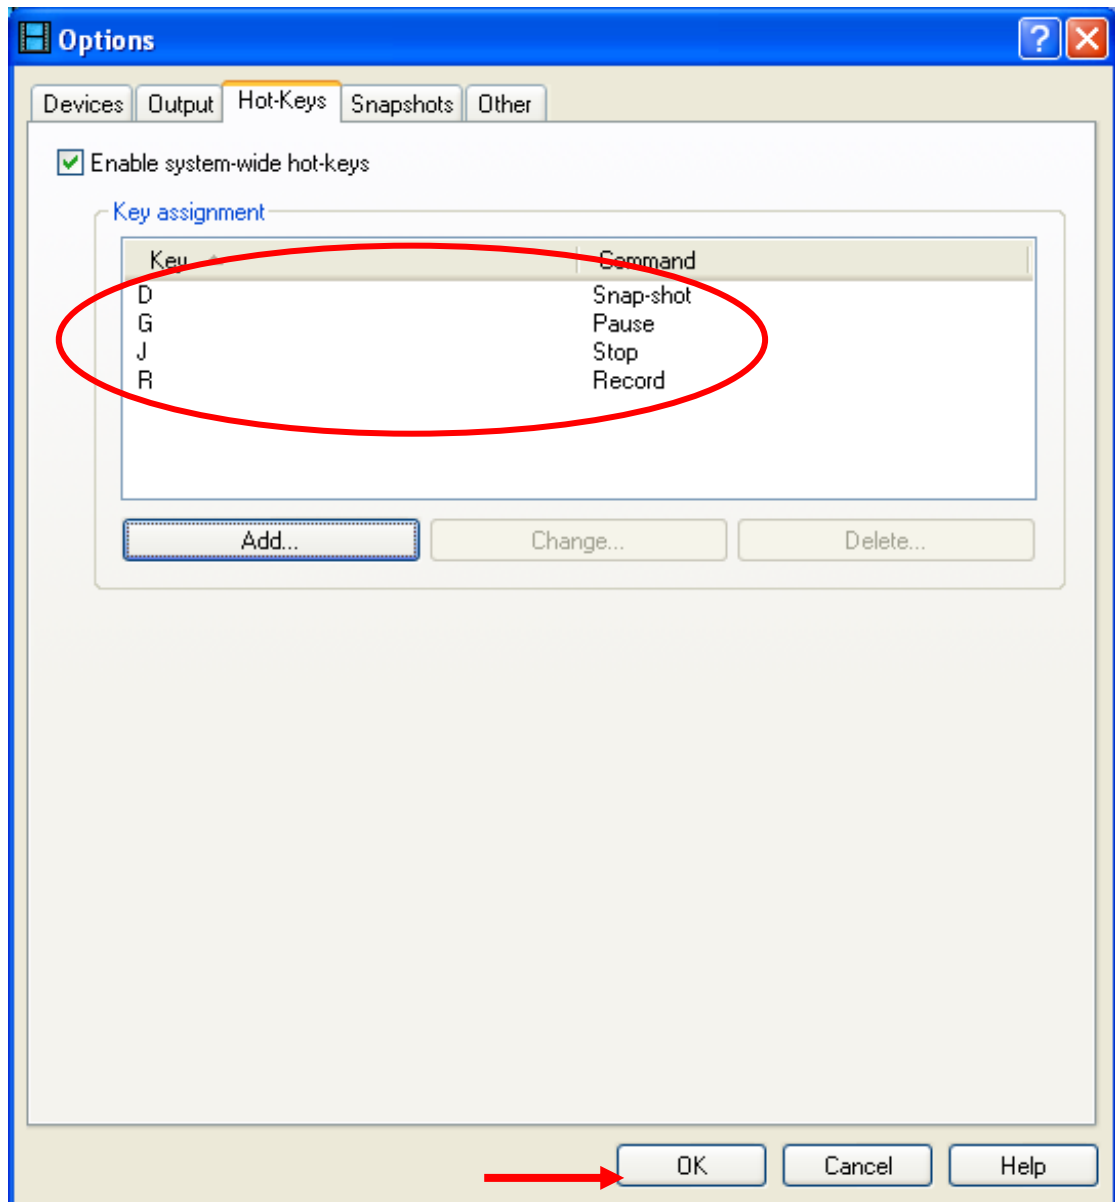 Options
Devices Output Hot-Keys Snapshots Other
Enable system-wide hot-keys
Key assignment
Key Command
D Snap-shot
G Pause
J Stop
R Record
Add... Change... Delete...
OK Cancel Help